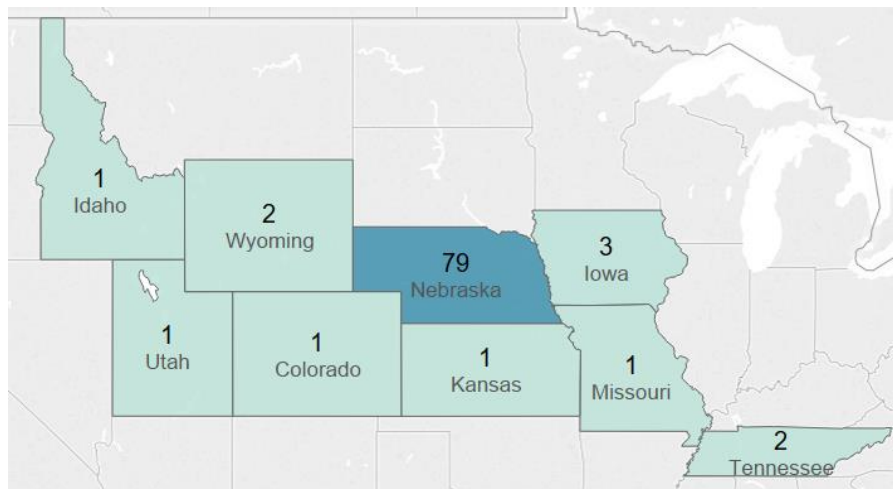 1
Idaho
2
Wyoming
79
Nebraska
3
Iowa
1
Utah
1
Colorado
1
Kansas
1
Missouri
2
Tennessee